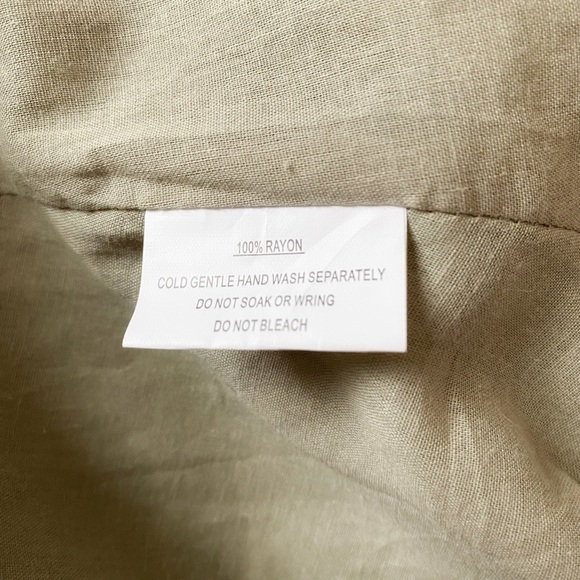 100% RAYON
COLD GENTLE HAND WASH SEPARATELY
DO NOT SOAK OR WRING
DO NOT BLEACH